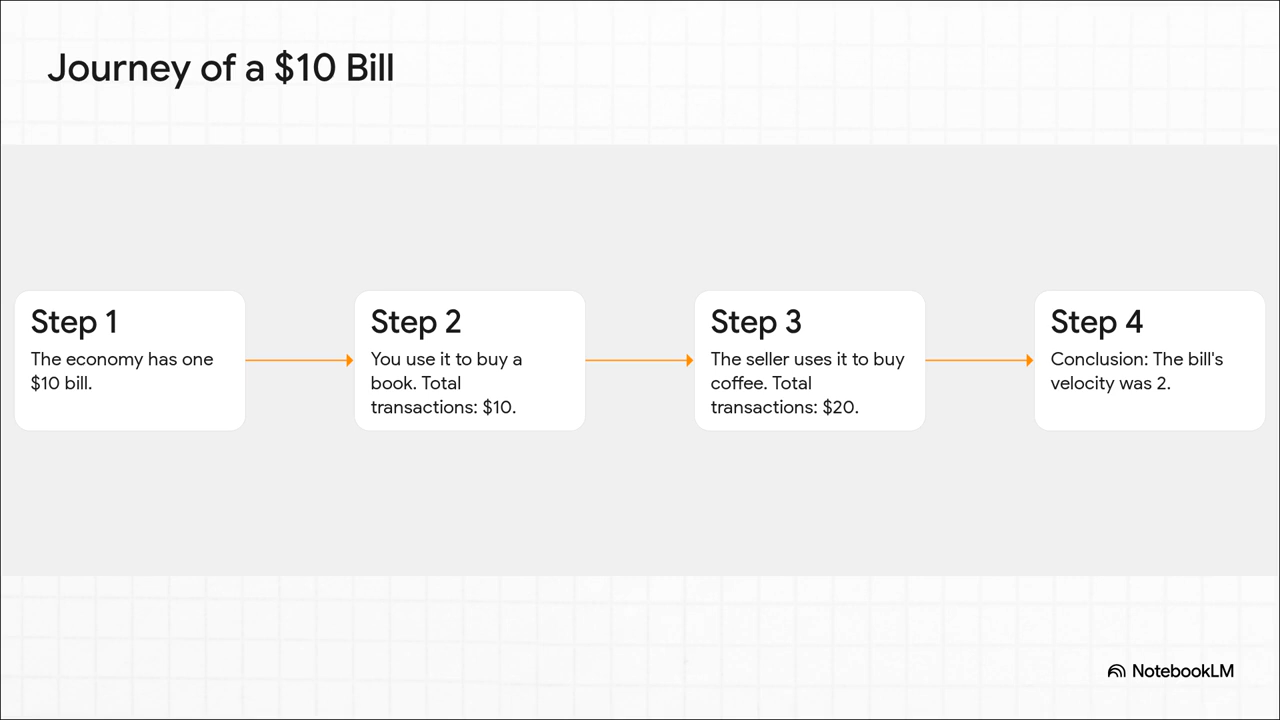 Journey of a $10 Bill
Step 1
The economy has one
$10 bill.
Step 2
You use it to buy a
book. Total
transactions: $10.
Step 3
The seller uses it to buy
coffee. Total
transactions: $20.
Step 4
Conclusion: The bill's
velocity was 2.
NotebookLM